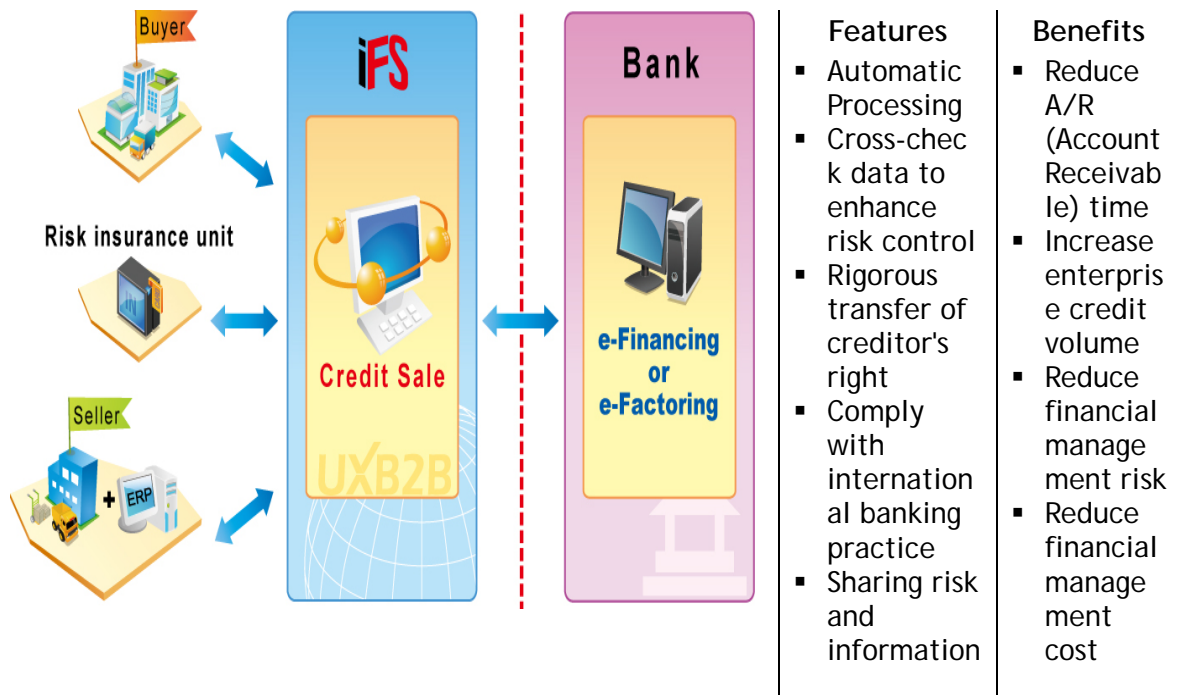 Buyer
Risk insurance unit
Seller
+
ERP
iFS
Credit Sale
UXB2B
Bank
e-Financing
or
e-Factoring
Features
▪ Automatic
Processing
▪ Cross-chec
k data to
enhance
risk control
▪ Rigorous
transfer of
creditor's
right
▪ Comply
with
internation
al banking
practice
▪ Sharing risk
and
information
Benefits
▪ Reduce
A/R
(Account
Receivab
le) time
▪ Increase
enterpris
e credit
volume
▪ Reduce
financial
manage
ment risk
▪ Reduce
financial
manage
ment
cost